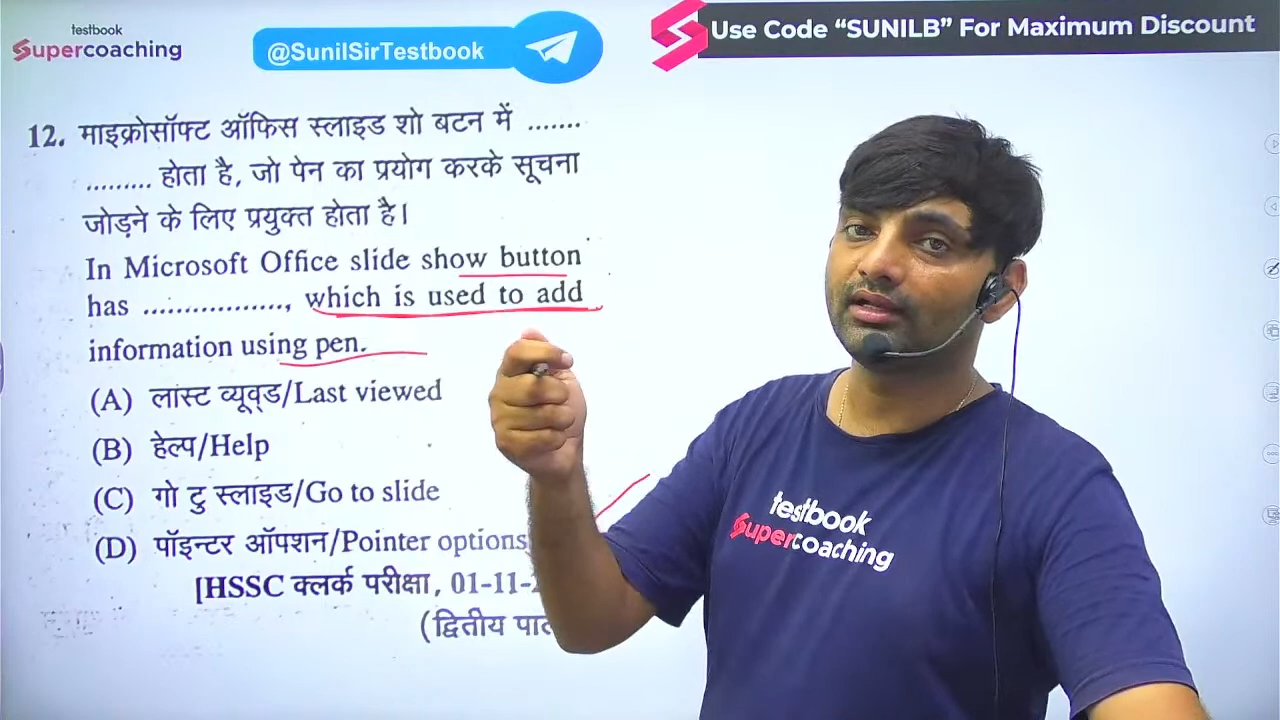 testbook
Supercoaching
@SunilSirTestbook
Use Code “SUNILB” For Maximum Discount
12. माइक्रोसॉफ्ट ऑफिस स्लाइड शो बटन में .......
......... होता है, जो पेन का प्रयोग करके सूचना
जोड़ने के लिए प्रयुक्त होता है।
In Microsoft Office slide show button
has ................., which is used to add
information using pen.
(A) लास्ट व्यूव्ड/Last viewed
(B) हेल्प/Help
(C) गो टु स्लाइड/Go to slide
(D) पॉइन्टर ऑपशन/Pointer options
[HSSC क्लर्क परीक्षा, 01-11-
(द्वितीय
testbook
Supercoaching